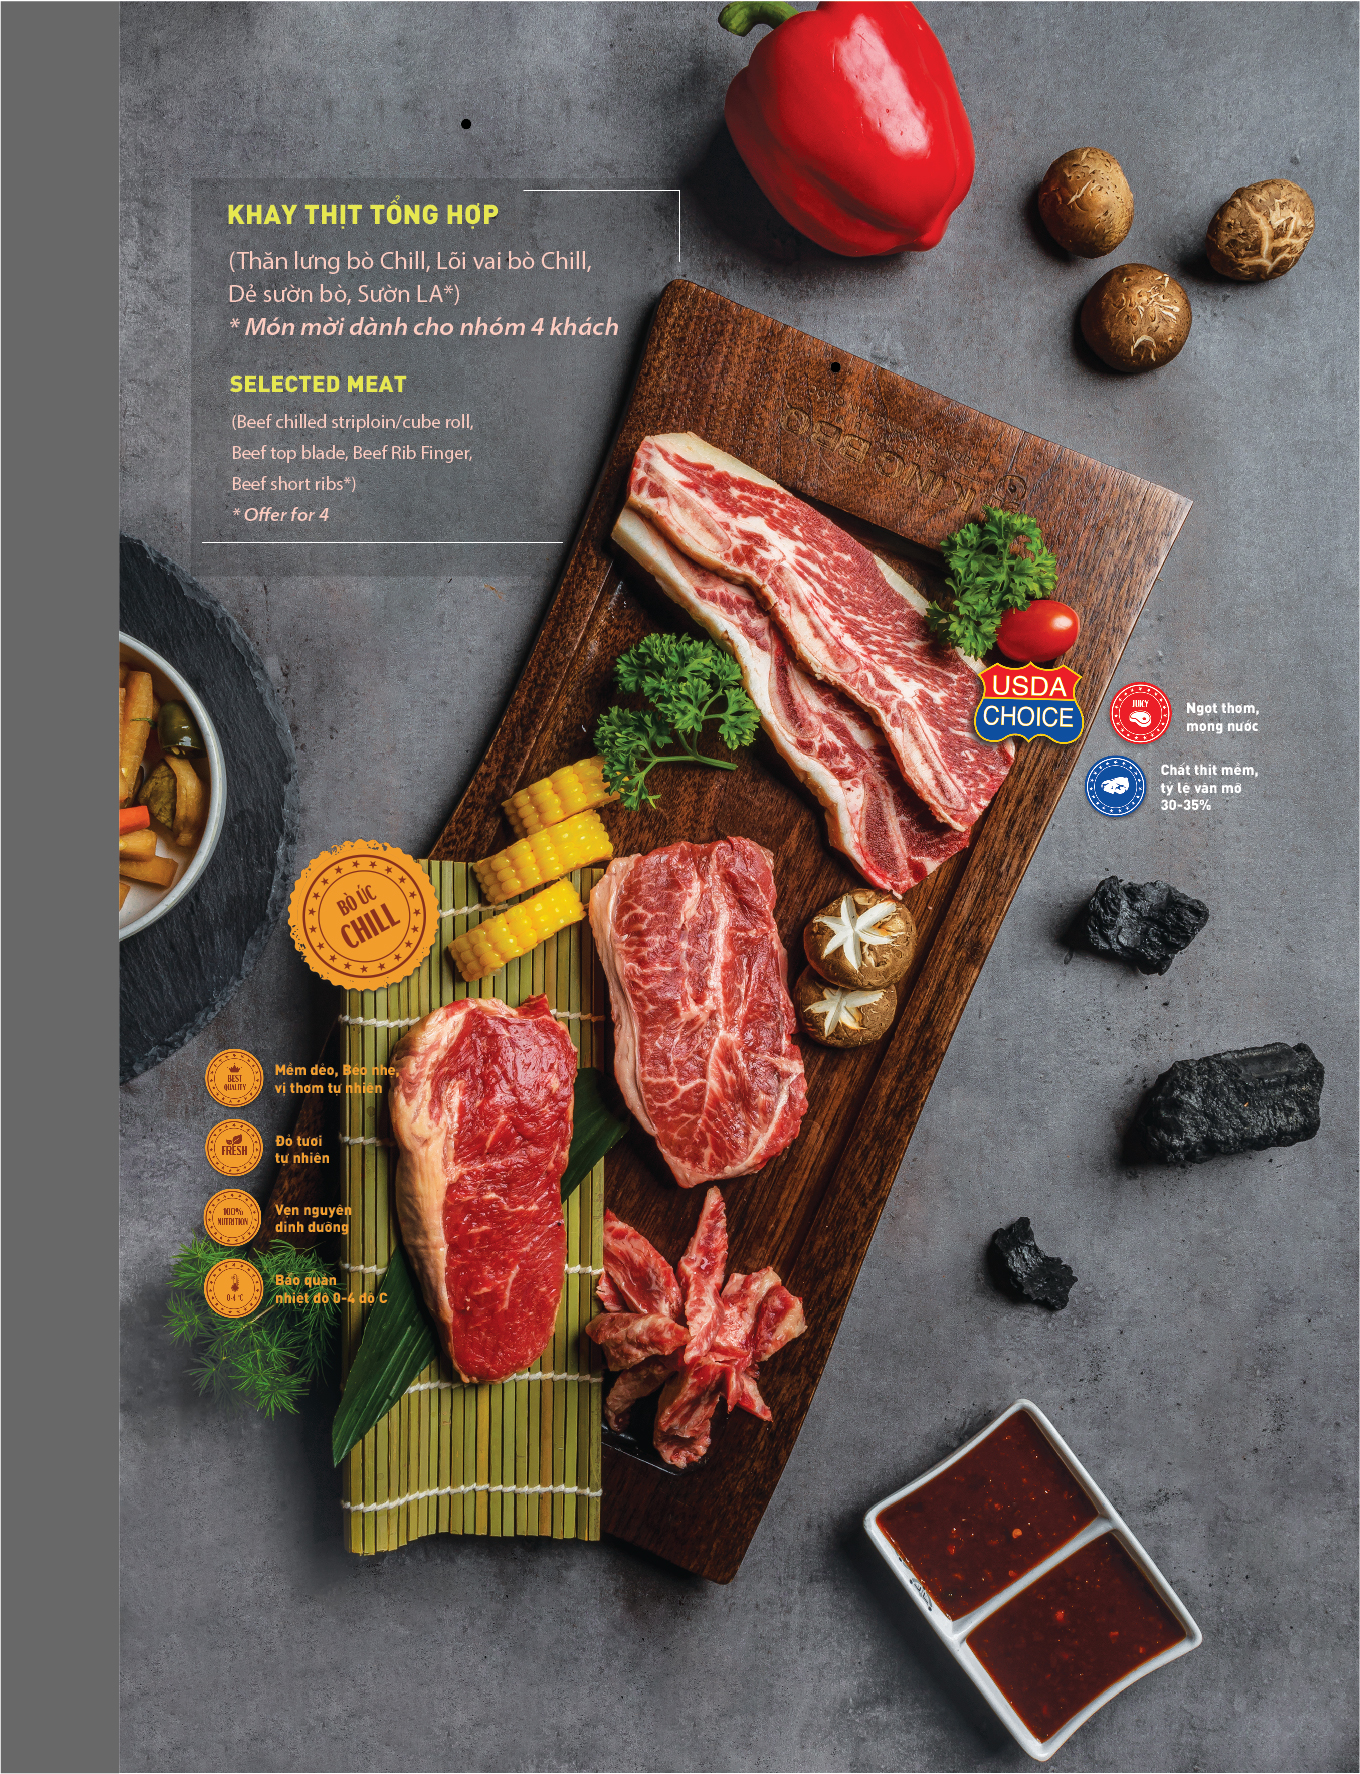 KHAY THỊT TỔNG HỢP
(Thăn lưng bò Chill, Lõi vai bò Chill,
Dẻ sườn bò, Sườn LA*)
* Món mời dành cho nhóm 4 khách
SELECTED MEAT
(Beef chilled striploin/cube roll,
Beef top blade, Beef Rib Finger,
Beef short ribs*)
* Offer for 4
KING BBQ
USDA
CHOICE
JUICY
Ngọt thơm,
mọng nước
Chất thịt mềm,
tỷ lệ vân mỡ
30-35%
BÒ ÚC
CHILL
BEST
QUALITY
Mềm dẻo, Béo nhẹ,
vị thơm tự nhiên
FRESH
Đỏ tươi
tự nhiên
100%
NUTRITION
Vẹn nguyên
dinh dưỡng
0-4 °C
Bảo quản
nhiệt độ 0-4 độ C